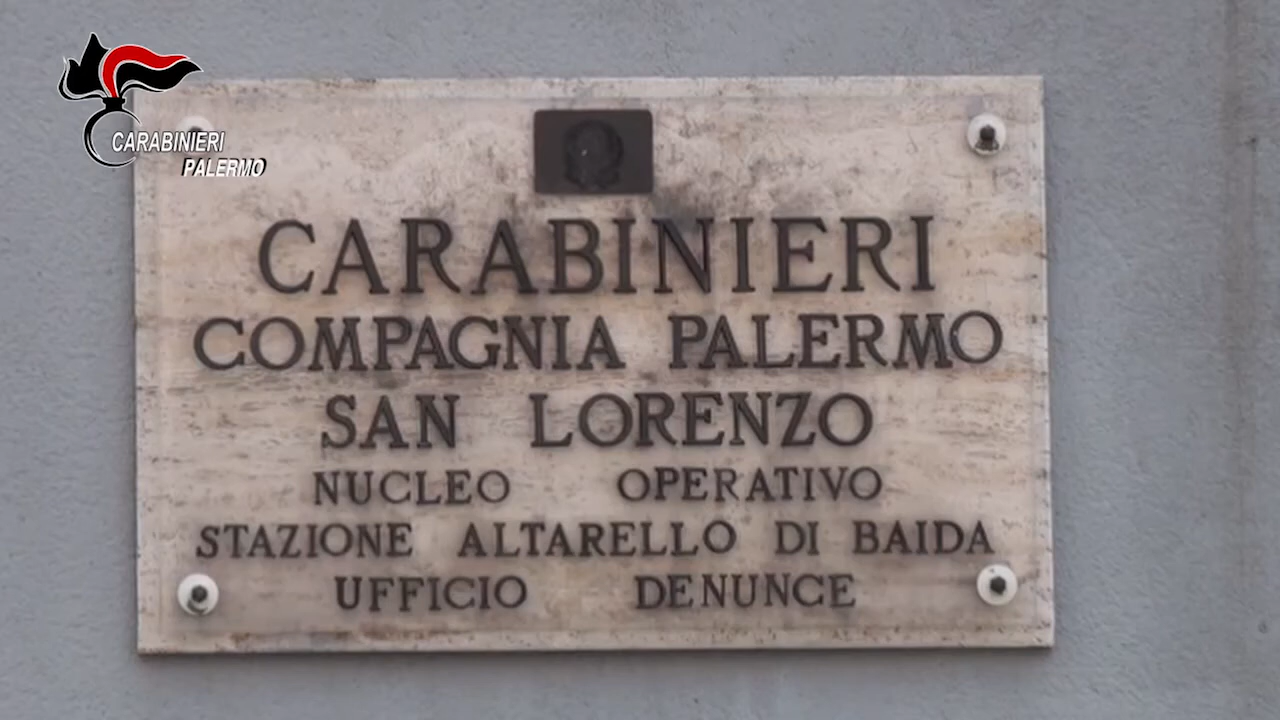 CARABINIERI
PALERMO
CARABINIERI
COMPAGNIA PALERMO
SAN LORENZO
NUCLEO OPERATIVO
STAZIONE ALTARELLO DI BAIDA
UFFICIO DENUNCE